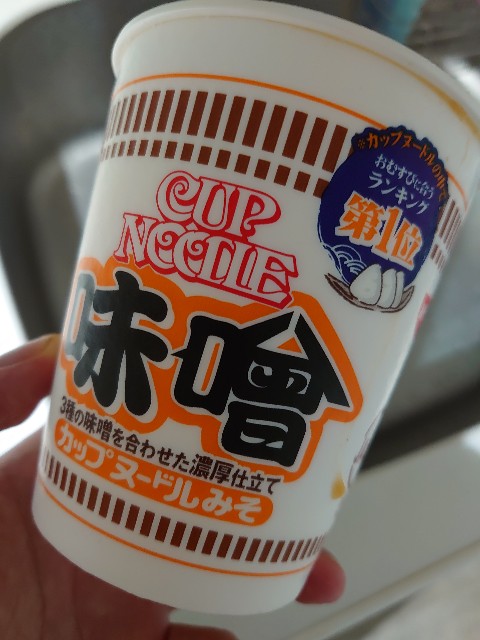 ※カップヌードルの中で
おむすびに合う
ランキング
第1位
CUP
NOODLE
味噌
3種の味噌を合わせた濃厚仕立て
カップヌードルみそ